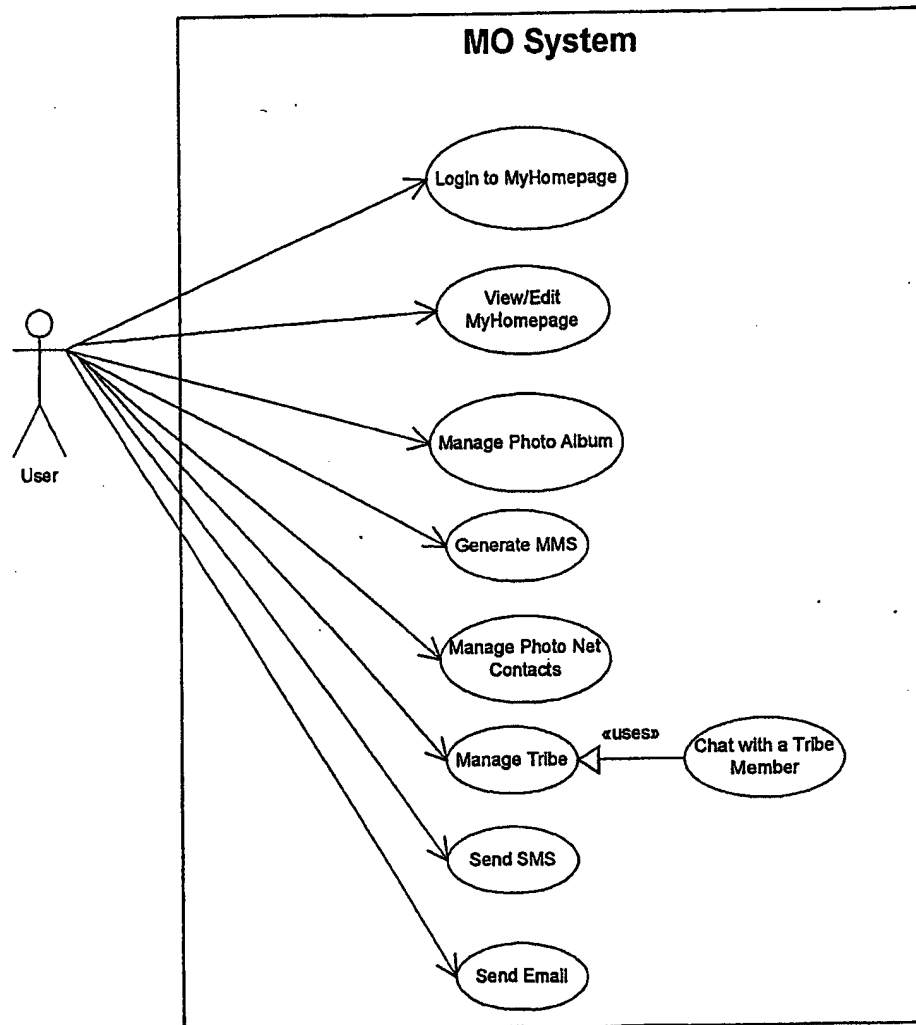 MO System
Login to MyHomepage
View/Edit
MyHomepage
User
Manage Photo Album
Generate MMS
Manage Photo Net
Contacts
Manage Tribe
«uses»
Chat with a Tribe
Member
Send SMS
Send Email